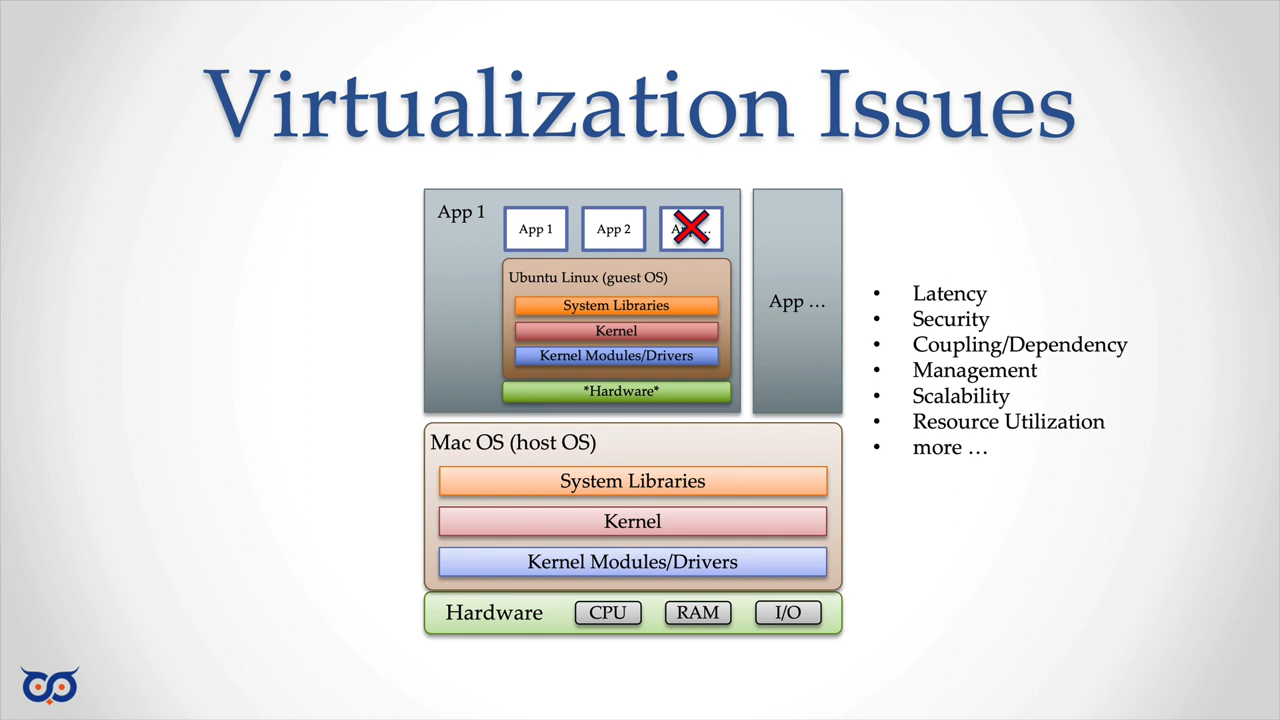 Virtualization Issues
App 1
App 1
App 2
Ubuntu Linux (guest OS)
System Libraries
Kernel
Kernel Modules/Drivers
*Hardware*
App …
• Latency
• Security
• Coupling/Dependency
• Management
• Scalability
• Resource Utilization
• more …
Mac OS (host OS)
System Libraries
Kernel
Kernel Modules/Drivers
Hardware CPU RAM I/O